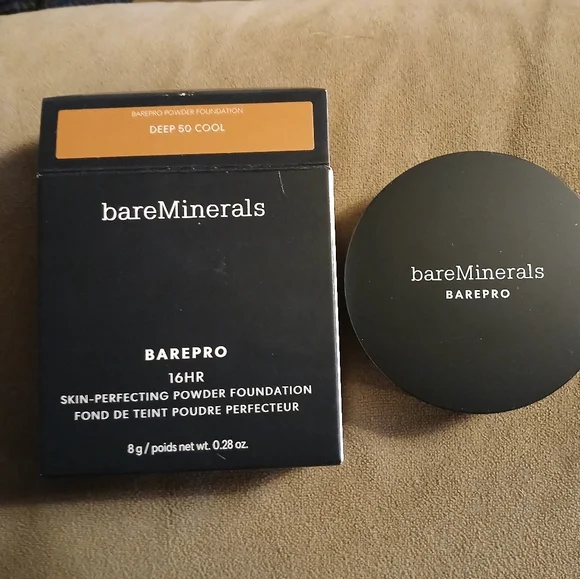 BAREPRO POWDER FOUNDATION
DEEP 50 COOL
bareMinerals
BAREPRO
16HR
SKIN-PERFECTING POWDER FOUNDATION
FOND DE TEINT POUDRE PERFECTEUR
8 g / poids net wt. 0.28 oz.
bareMinerals
BAREPRO